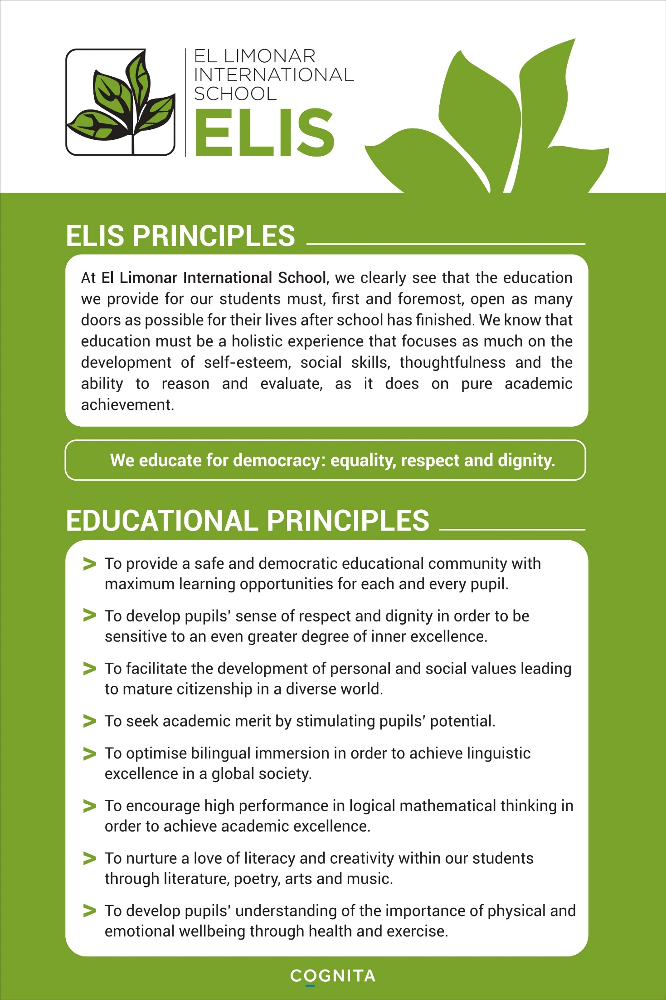 EL LIMONAR
INTERNATIONAL
SCHOOL
ELIS
ELIS PRINCIPLES
At El Limonar International School, we clearly see that the education
we provide for our students must, first and foremost, open as many
doors as possible for their lives after school has finished. We know that
education must be a holistic experience that focuses as much on the
development of self-esteem, social skills, thoughtfulness and the
ability to reason and evaluate, as it does on pure academic
achievement.
We educate for democracy: equality, respect and dignity.
EDUCATIONAL PRINCIPLES
> To provide a safe and democratic educational community with
maximum learning opportunities for each and every pupil.
> To develop pupils' sense of respect and dignity in order to be
sensitive to an even greater degree of inner excellence.
> To facilitate the development of personal and social values leading
to mature citizenship in a diverse world.
> To seek academic merit by stimulating pupils' potential.
> To optimise bilingual immersion in order to achieve linguistic
excellence in a global society.
> To encourage high performance in logical mathematical thinking in
order to achieve academic excellence.
> To nurture a love of literacy and creativity within our students
through literature, poetry, arts and music.
> To develop pupils' understanding of the importance of physical and
emotional wellbeing through health and exercise.
COGNITA